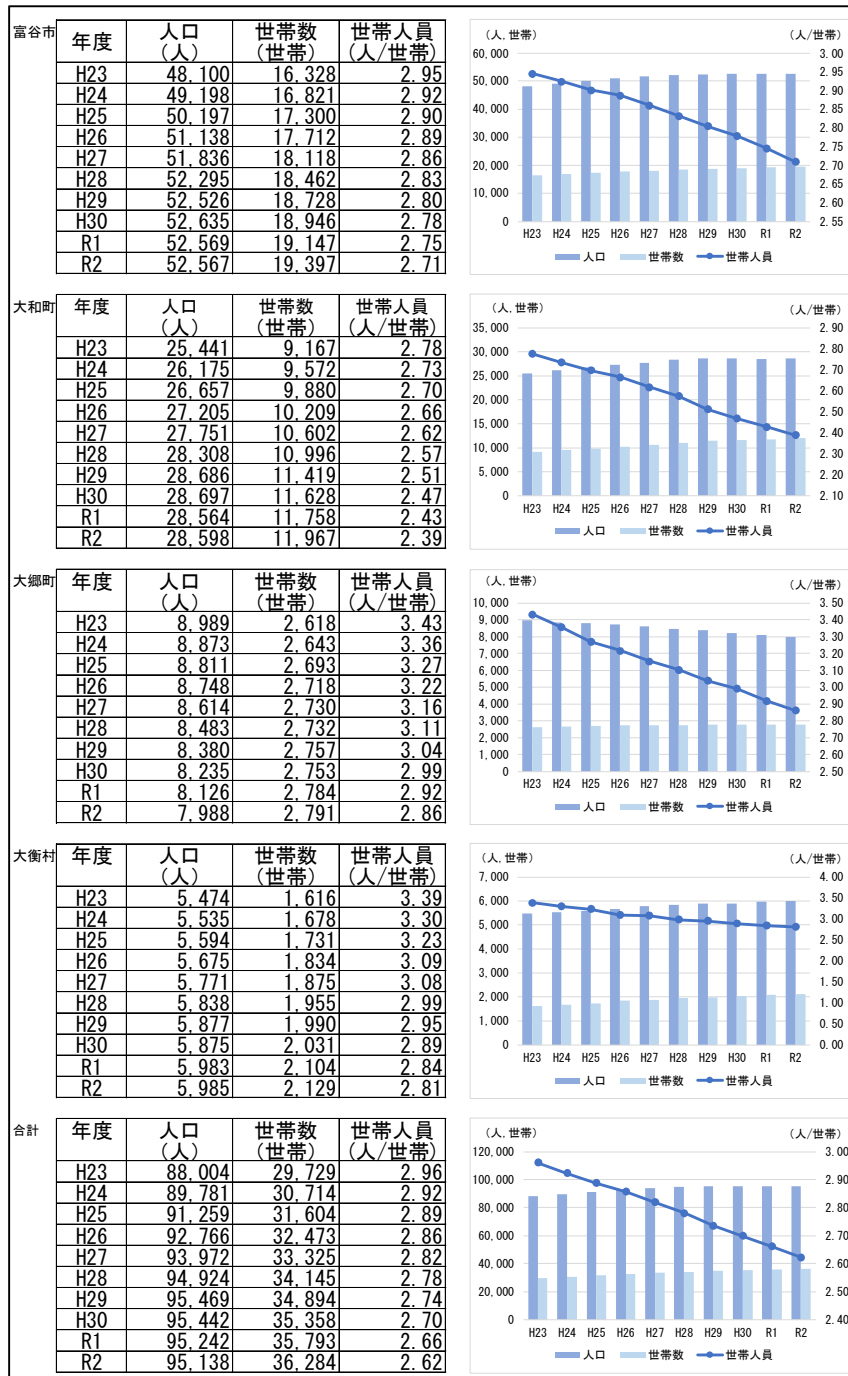 富谷市
年度 人口 世帯数 世帯人員
(人) (世帯) (人/世帯)
H23 48,100 16,328 2.95
H24 49,198 16,821 2.92
H25 50,197 17,300 2.90
H26 51,138 17,712 2.89
H27 51,836 18,118 2.86
H28 52,295 18,462 2.83
H29 52,526 18,728 2.80
H30 52,635 18,946 2.78
R1 52,569 19,147 2.75
R2 52,567 19,397 2.71
(人,世帯) (人/世帯)
60,000 3.00
50,000 2.95
40,000 2.90
30,000 2.85
20,000 2.80
10,000 2.75
0 2.70
2.65
2.60
2.55
H23 H24 H25 H26 H27 H28 H29 H30 R1 R2
人口 世帯数 世帯人員
大和町
年度 人口 世帯数 世帯人員
(人) (世帯) (人/世帯)
H23 25,441 9,167 2.78
H24 26,175 9,572 2.73
H25 26,657 9,880 2.70
H26 27,205 10,209 2.66
H27 27,751 10,602 2.62
H28 28,308 10,996 2.57
H29 28,686 11,419 2.51
H30 28,697 11,628 2.47
R1 28,564 11,758 2.43
R2 28,598 11,967 2.39
(人,世帯) (人/世帯)
35,000 2.90
30,000 2.80
25,000 2.70
20,000 2.60
15,000 2.50
10,000 2.40
5,000 2.30
0 2.20
2.10
H23 H24 H25 H26 H27 H28 H29 H30 R1 R2
人口 世帯数 世帯人員
大郷町
年度 人口 世帯数 世帯人員
(人) (世帯) (人/世帯)
H23 8,989 2,618 3.43
H24 8,873 2,643 3.36
H25 8,811 2,693 3.27
H26 8,748 2,718 3.22
H27 8,614 2,730 3.16
H28 8,483 2,732 3.11
H29 8,380 2,757 3.04
H30 8,235 2,753 2.99
R1 8,126 2,784 2.92
R2 7,988 2,791 2.86
(人,世帯) (人/世帯)
10,000 3.50
9,000 3.40
8,000 3.30
7,000 3.20
6,000 3.10
5,000 3.00
4,000 2.90
3,000 2.80
2,000 2.70
1,000 2.60
0 2.50
H23 H24 H25 H26 H27 H28 H29 H30 R1 R2
人口 世帯数 世帯人員
大衡村
年度 人口 世帯数 世帯人員
(人) (世帯) (人/世帯)
H23 5,474 1,616 3.39
H24 5,535 1,678 3.30
H25 5,594 1,731 3.23
H26 5,675 1,834 3.09
H27 5,771 1,875 3.08
H28 5,838 1,955 2.99
H29 5,877 1,990 2.95
H30 5,875 2,031 2.89
R1 5,983 2,104 2.84
R2 5,985 2,129 2.81
(人,世帯) (人/世帯)
7,000 4.00
6,000 3.50
5,000 3.00
4,000 2.50
3,000 2.00
2,000 1.50
1,000 1.00
0 0.50
0.00
H23 H24 H25 H26 H27 H28 H29 H30 R1 R2
人口 世帯数 世帯人員
合計
年度 人口 世帯数 世帯人員
(人) (世帯) (人/世帯)
H23 88,004 29,729 2.96
H24 89,781 30,714 2.92
H25 91,259 31,604 2.89
H26 92,766 32,473 2.86
H27 93,972 33,325 2.82
H28 94,924 34,145 2.78
H29 95,469 34,894 2.74
H30 95,442 35,358 2.70
R1 95,242 35,793 2.66
R2 95,138 36,284 2.62
(人,世帯) (人/世帯)
120,000 3.00
100,000 2.90
80,000 2.80
60,000 2.70
40,000 2.60
20,000 2.50
0 2.40
H23 H24 H25 H26 H27 H28 H29 H30 R1 R2
人口 世帯数 世帯人員